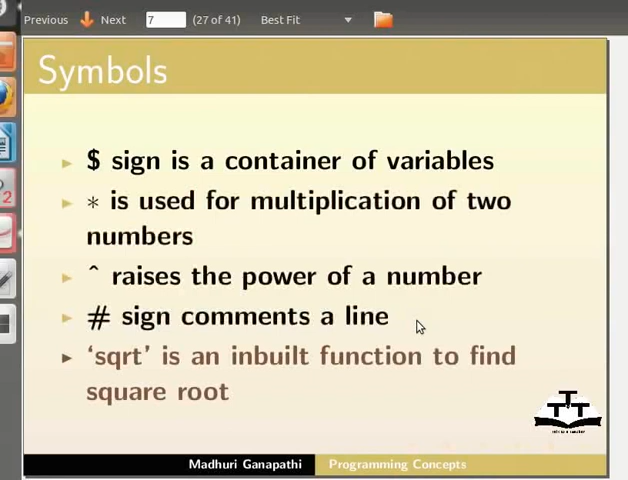 Previous Next 7 (27 of 41) Best Fit
Symbols
$ sign is a container of variables
* is used for multiplication of two
numbers
^ raises the power of a number
# sign comments a line
‘sqrt’ is an inbuilt function to find
square root
TTT
Madhuri Ganapathi Programming Concepts